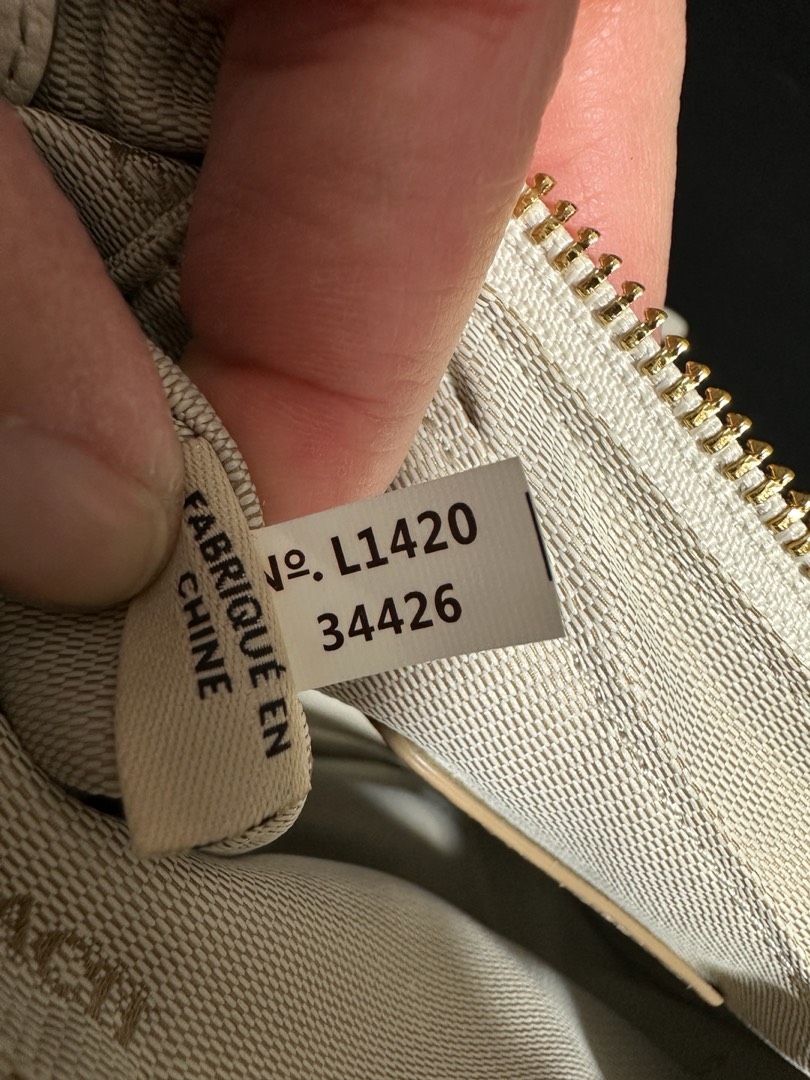 Nº. L1420
34426
FABRIQUÉ EN
CHINE